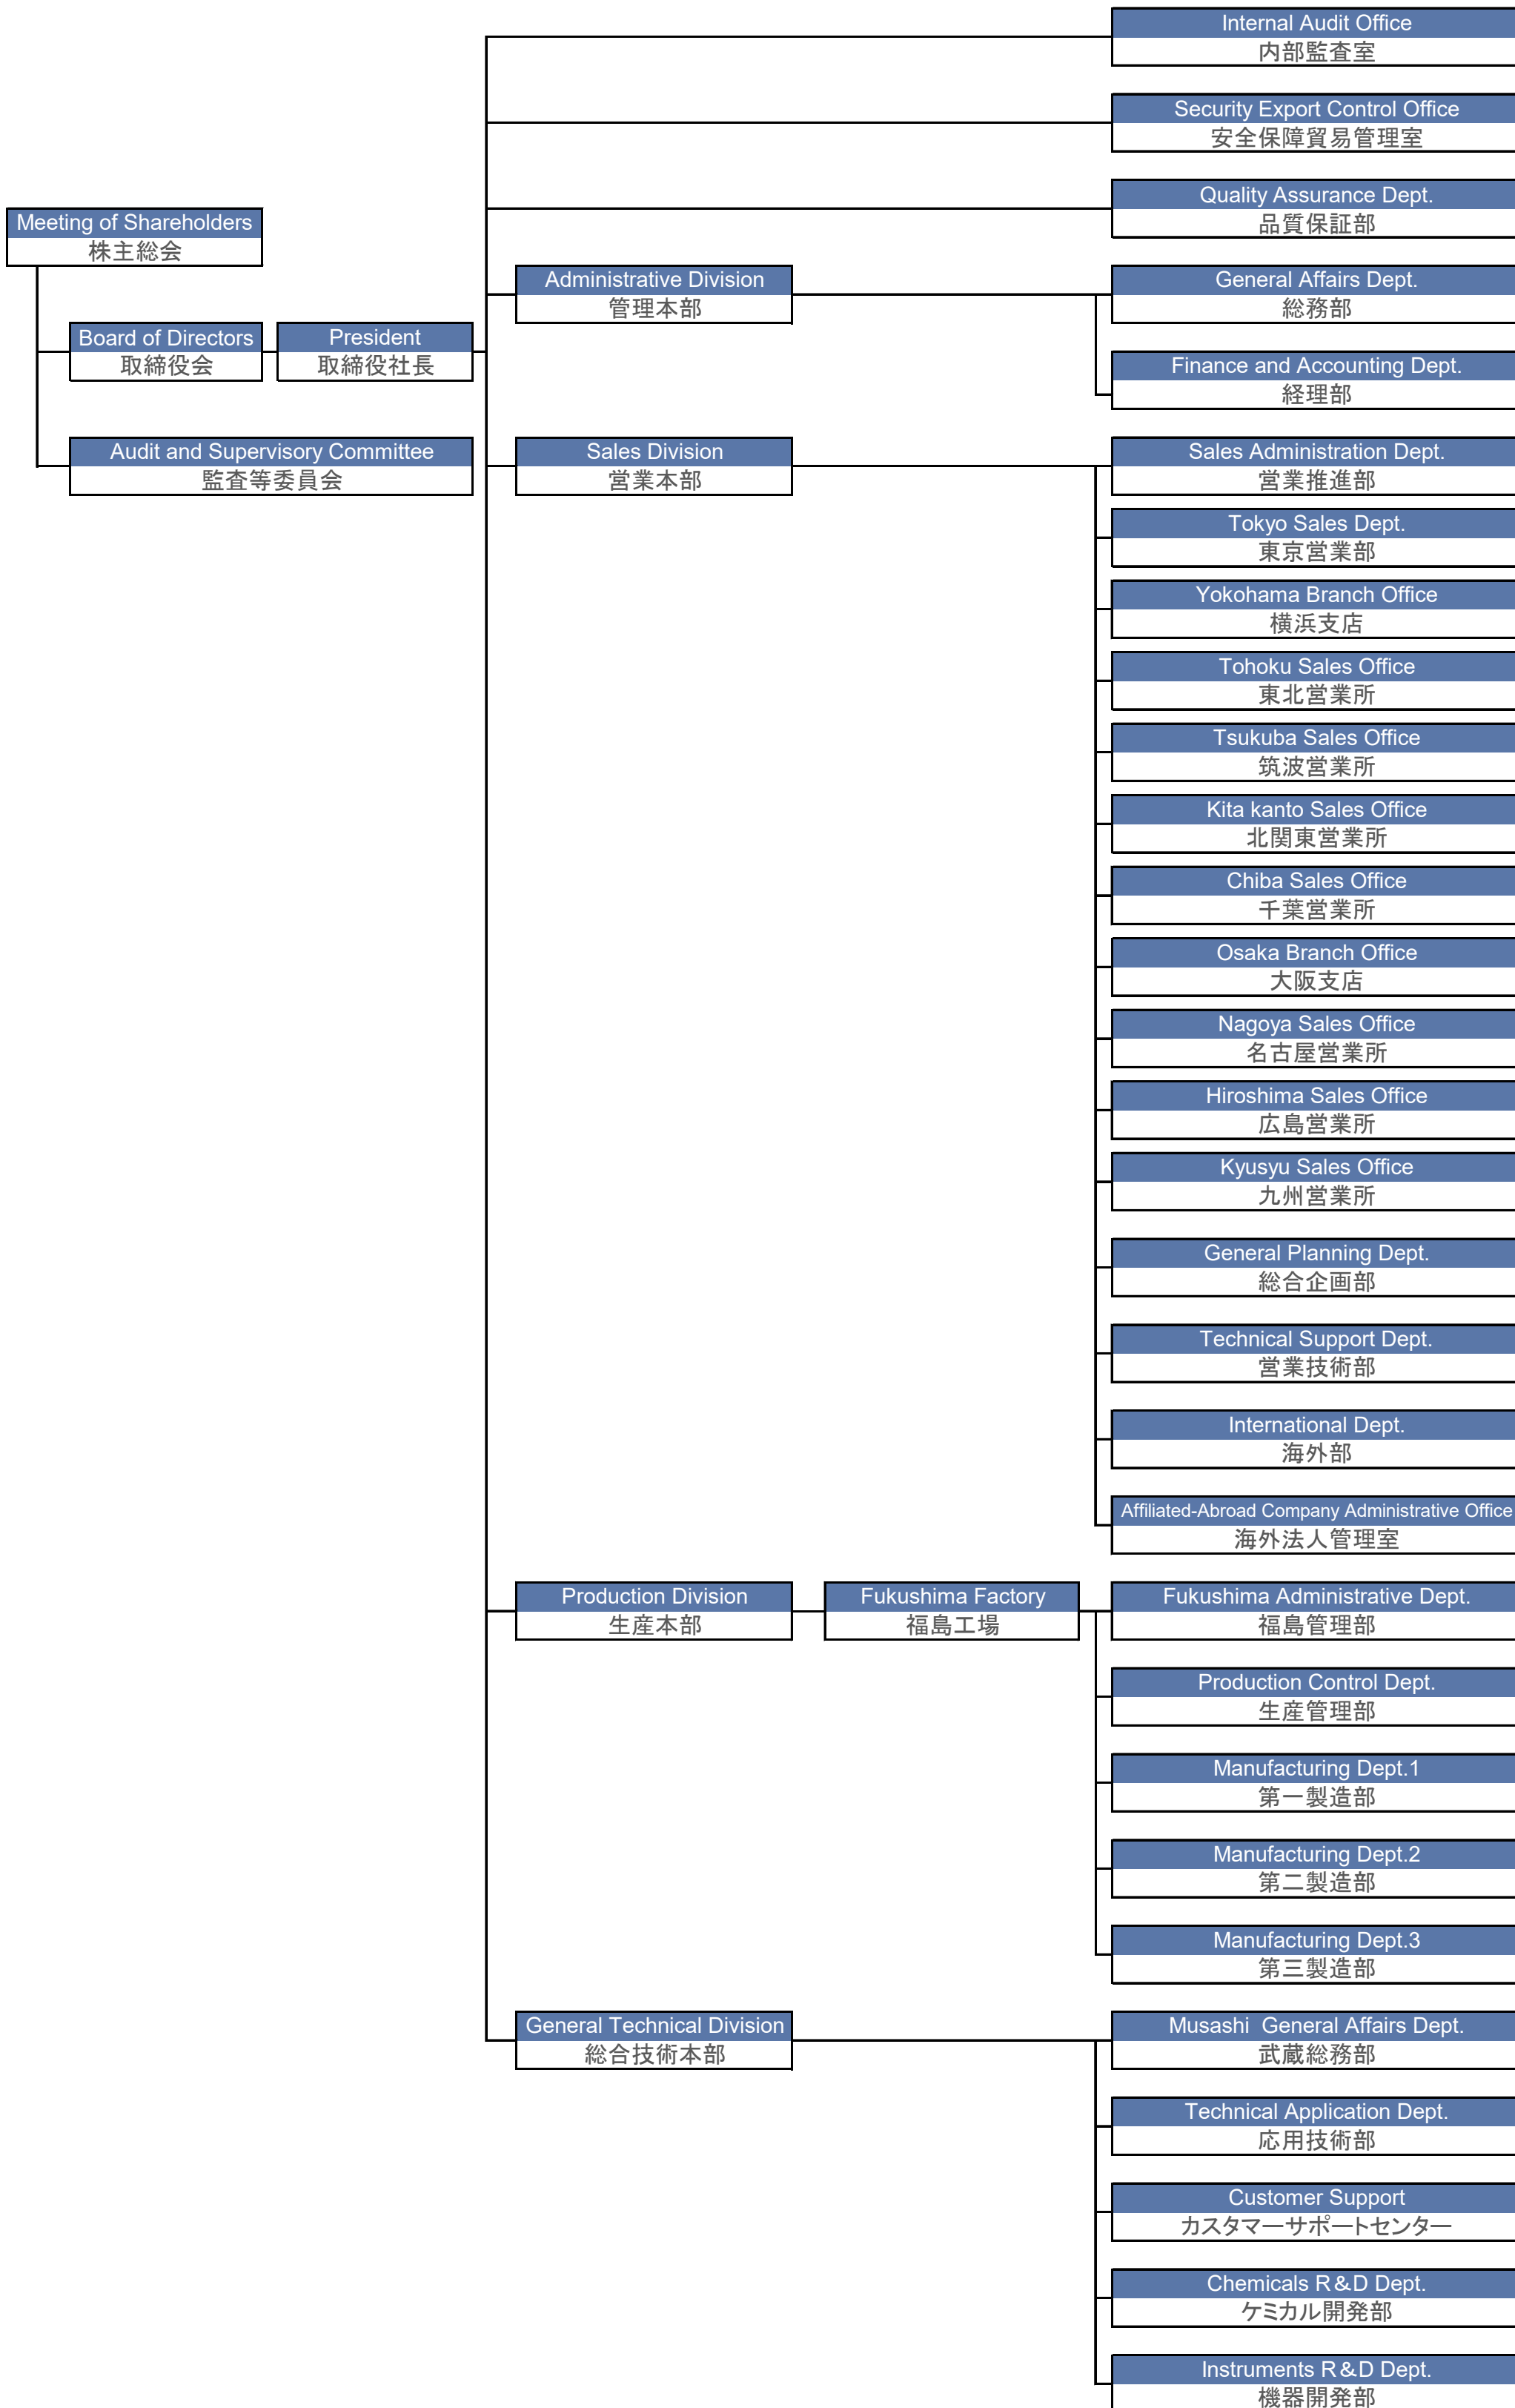 Internal Audit Office
内部監査室
Security Export Control Office
安全保障貿易管理室
Quality Assurance Dept.
品質保証部
Meeting of Shareholders
株主総会
Administrative Division
管理本部
General Affairs Dept.
総務部
Board of Directors
取締役会
President
取締役社長
Finance and Accounting Dept.
経理部
Audit and Supervisory Committee
監査等委員会
Sales Division
営業本部
Sales Administration Dept.
営業推進部
Tokyo Sales Dept.
東京営業部
Yokohama Branch Office
横浜支店
Tohoku Sales Office
東北営業所
Tsukuba Sales Office
筑波営業所
Kita kanto Sales Office
北関東営業所
Chiba Sales Office
千葉営業所
Osaka Branch Office
大阪支店
Nagoya Sales Office
名古屋営業所
Hiroshima Sales Office
広島営業所
Kyusyu Sales Office
九州営業所
General Planning Dept.
総合企画部
Technical Support Dept.
営業技術部
International Dept.
海外部
Affiliated-Abroad Company Administrative Office
海外法人管理室
Production Division
生産本部
Fukushima Factory
福島工場
Fukushima Administrative Dept.
福島管理部
Production Control Dept.
生産管理部
Manufacturing Dept.1
第一製造部
Manufacturing Dept.2
第二製造部
Manufacturing Dept.3
第三製造部
General Technical Division
総合技術本部
Musashi  General Affairs Dept.
武蔵総務部
Technical Application Dept.
応用技術部
Customer Support
カスタマーサポートセンター
Chemicals R＆D Dept.
ケミカル開発部
Instruments R＆D Dept.
機器開発部